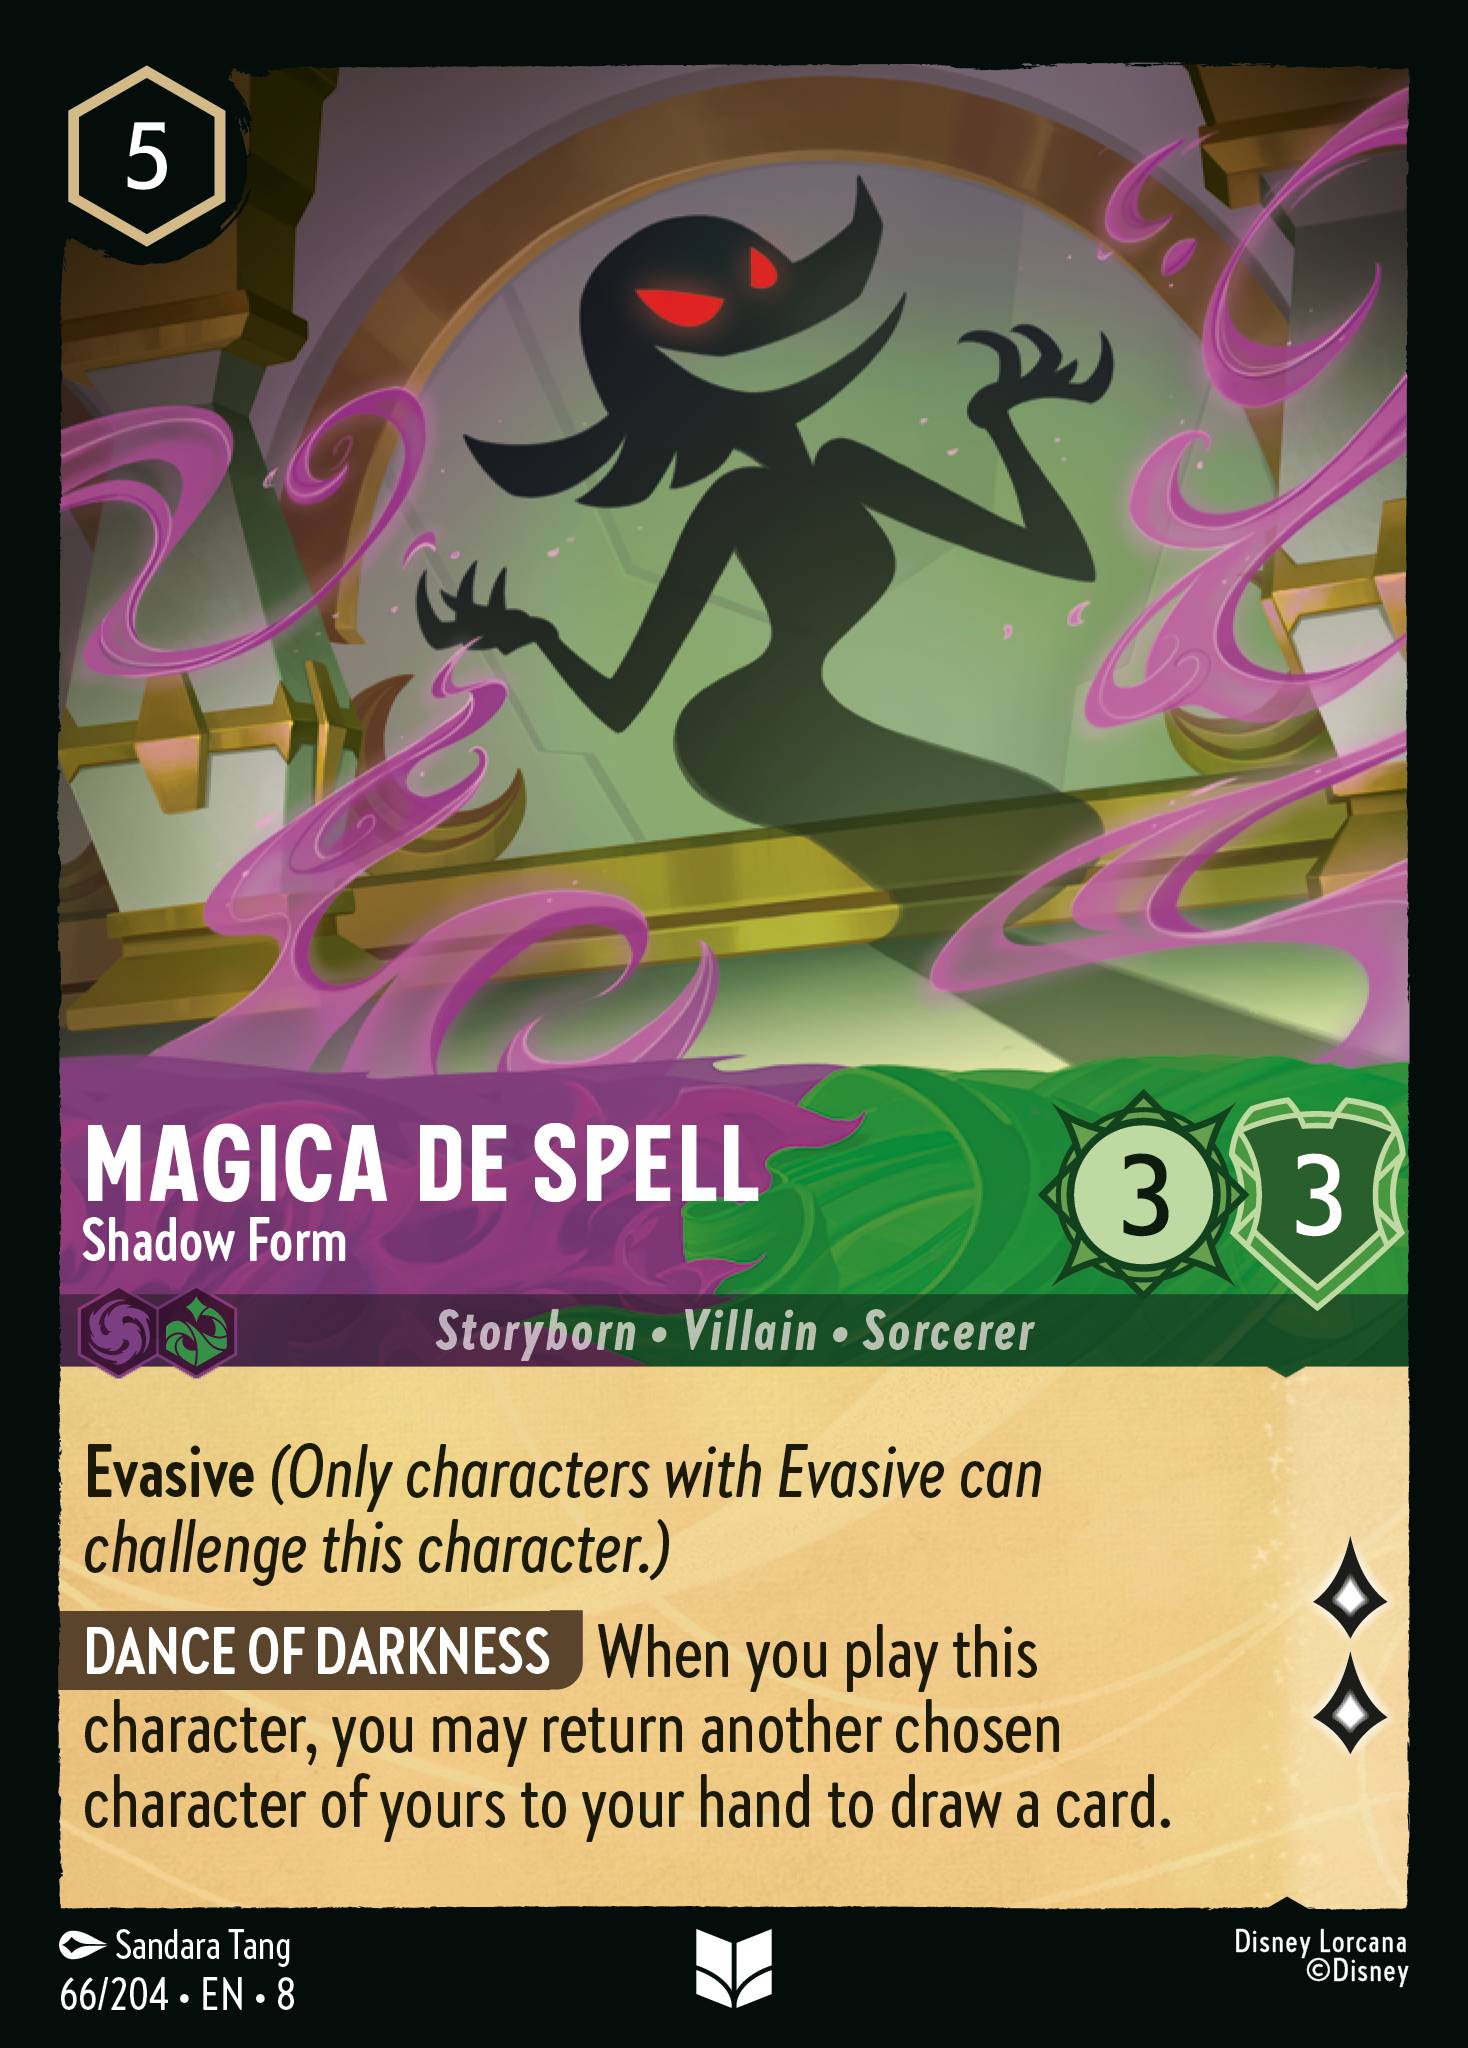 5
MAGICA DE SPELL
Shadow Form
3
3
Storyborn • Villain • Sorcerer
Evasive (Only characters with Evasive can
challenge this character.)
DANCE OF DARKNESS When you play this
character, you may return another chosen
character of yours to your hand to draw a card.
Sandara Tang
66/204 • EN • 8
Disney Lorcana
©Disney